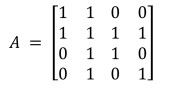 A =
1 1 0 0
1 1 1 1
0 1 1 0
0 1 0 1